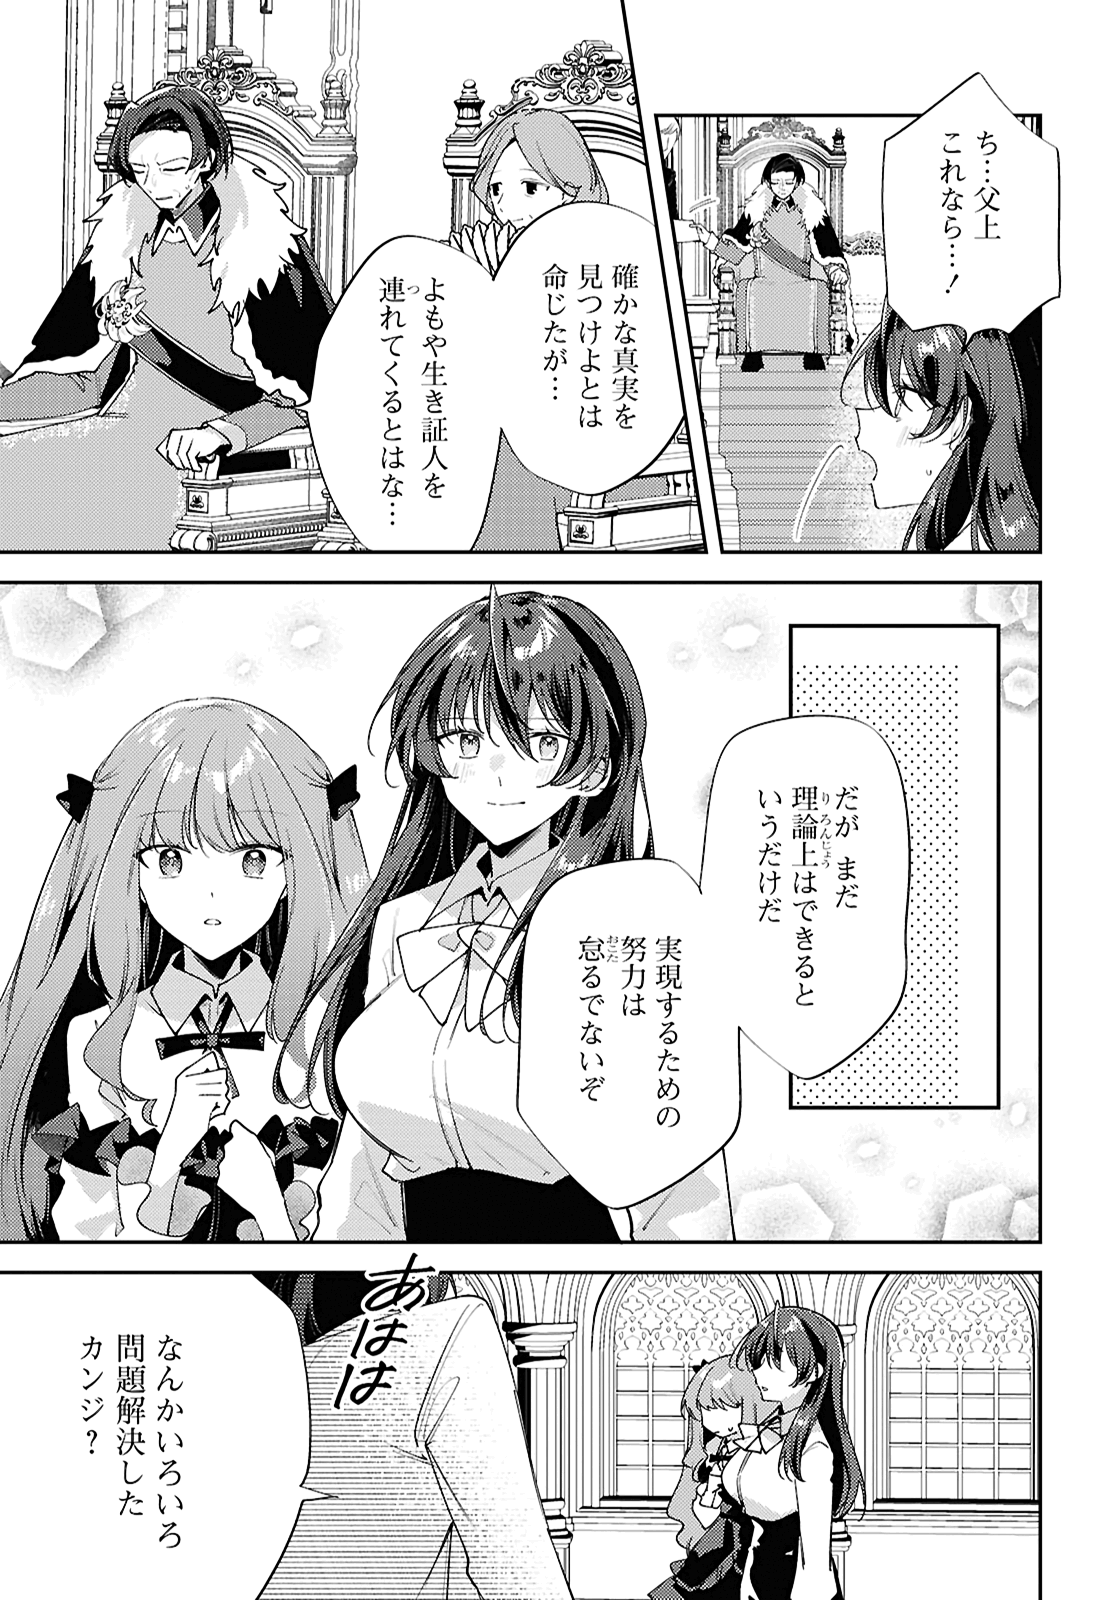 ち…父上
これなら…！
確かな真実を
見つけよとは
命じたが…
よもや生き証人を
連れてくるとはな…
だが まだ
理論上はできると
いうだけだ
実現するための
努力は
怠るでないぞ
あはは
なんかいろいろ
問題解決した
カンジ？